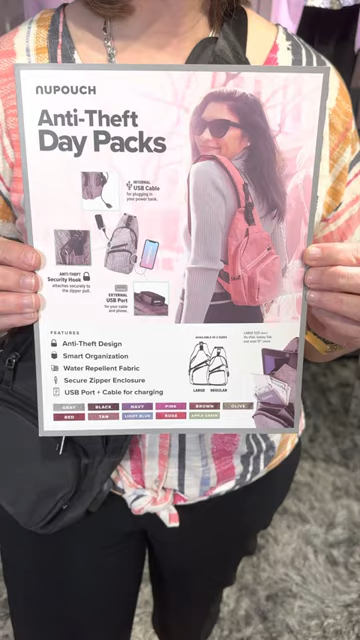 NUPOUCH
Anti-Theft
Day Packs
INTERNAL
USB Cable
for plugging in
your power bank.
ANTI-THEFT
Security Hook
attaches securely to
the zipper pull.
EXTERNAL
USB Port
for your cable
and phone.
FEATURES
Anti-Theft Design
Smart Organization
Water Repellent Fabric
Secure Zipper Enclosure
USB Port + Cable for charging
AVAILABLE IN 2 SIZES
LARGE REGULAR
GRAY BLACK NAVY PINK BROWN OLIVE
RED TAN LIGHT BLUE ROSE APPLE GREEN